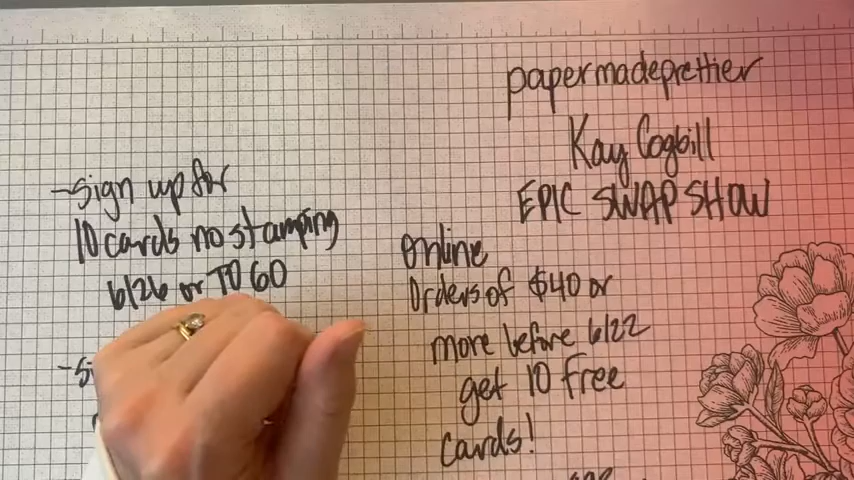 papermadeprettier
Kay Cogbill
EPIC SWAP SHOW
-sign up for
10 cards no stamping
6/26 or TO GO
online
Orders of $40 or
more before 6/22
get 10 free
cards!